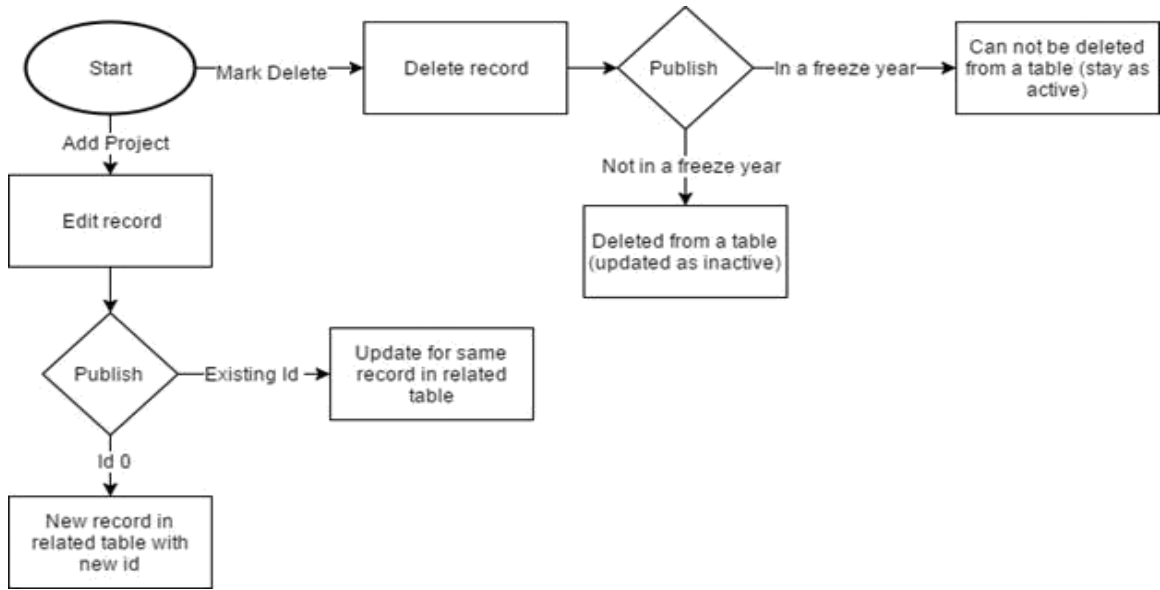 Start
Mark Delete
Delete record
Publish
In a freeze year
Can not be deleted
from a table (stay as
active)
Add Project
Not in a freeze year
Edit record
Deleted from a table
(updated as inactive)
Publish
Existing Id
Update for same
record in related
table
Id 0
New record in
related table with
new id